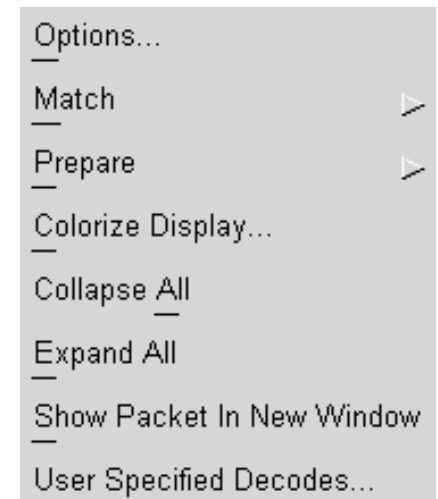 Options...
Match
Prepare
Colorize Display...
Collapse All
Expand All
Show Packet In New Window
User Specified Decodes...